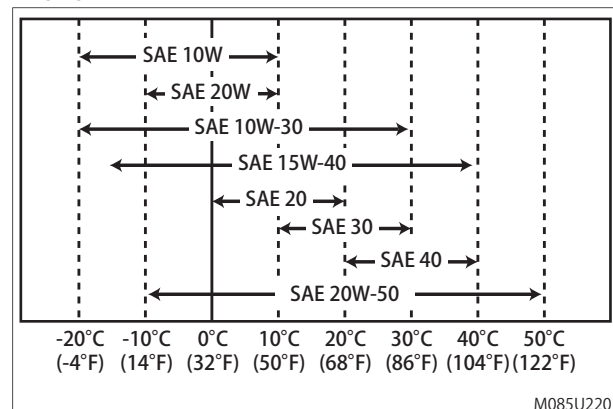 SAE 10W
SAE 20W
SAE 10W-30
SAE 15W-40
SAE 20
SAE 30
SAE 40
SAE 20W-50
-20°C -10°C 0°C 10°C 20°C 30°C 40°C 50°C
(-4°F) (14°F) (32°F) (50°F) (68°F) (86°F) (104°F) (122°F)
M085U220